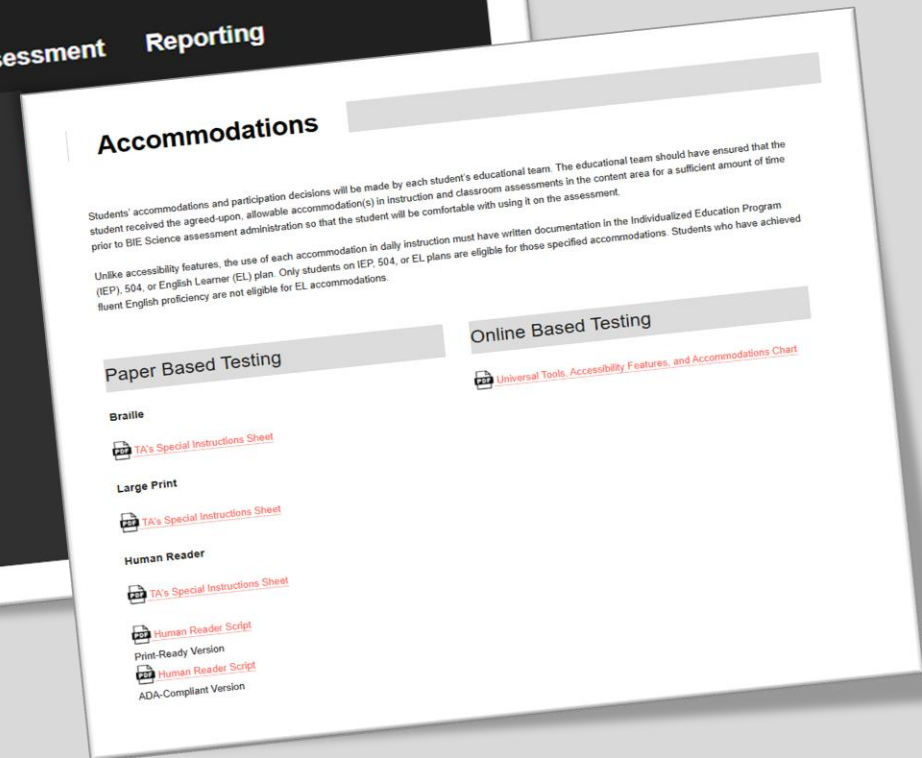 Reporting
Accommodations
Students' accommodations and participation decisions will be made by each student's educational team. The educational team should have ensured that the
student received the agreed-upon, allowable accommodation(s) in instruction and classroom assessments in the content area for a sufficient amount of time
prior to BIE Science assessment administration so that the student will be comfortable with using it on the assessment.
Unlike accessibility features, the use of each accommodation in daily instruction must have written documentation in the Individualized Education Program
(IEP), 504, or English Learner (EL) plan. Only students on IEP, 504, or EL plans are eligible for those specified accommodations. Students who have achieved
fluent English proficiency are not eligible for EL accommodations.
Paper Based Testing
Braille
PDF TA's Special Instructions Sheet
Large Print
PDF TA's Special Instructions Sheet
Human Reader
PDF TA's Special Instructions Sheet
PDF Human Reader Script
Print-Ready Version
PDF Human Reader Script
ADA-Compliant Version
Online Based Testing
PDF Universal Tools, Accessibility Features, and Accommodations Chart